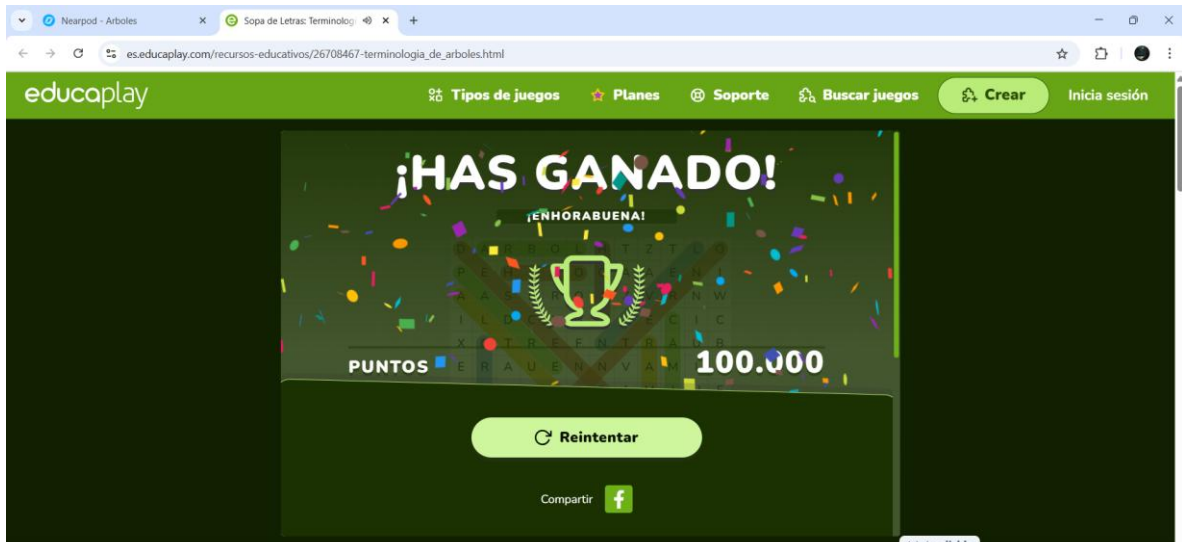 Nearpod - Arboles
Sopa de Letras: Terminolog
es.educaplay.com/recursos-educativos/26708467-terminologia_de_arboles.html
educaplay
Tipos de juegos
Planes
Soporte
Buscar juegos
Crear
Inicia sesión
¡HAS GANADO!
¡ENHORABUENA!
PUNTOS
100.000
Reintentar
Compartir